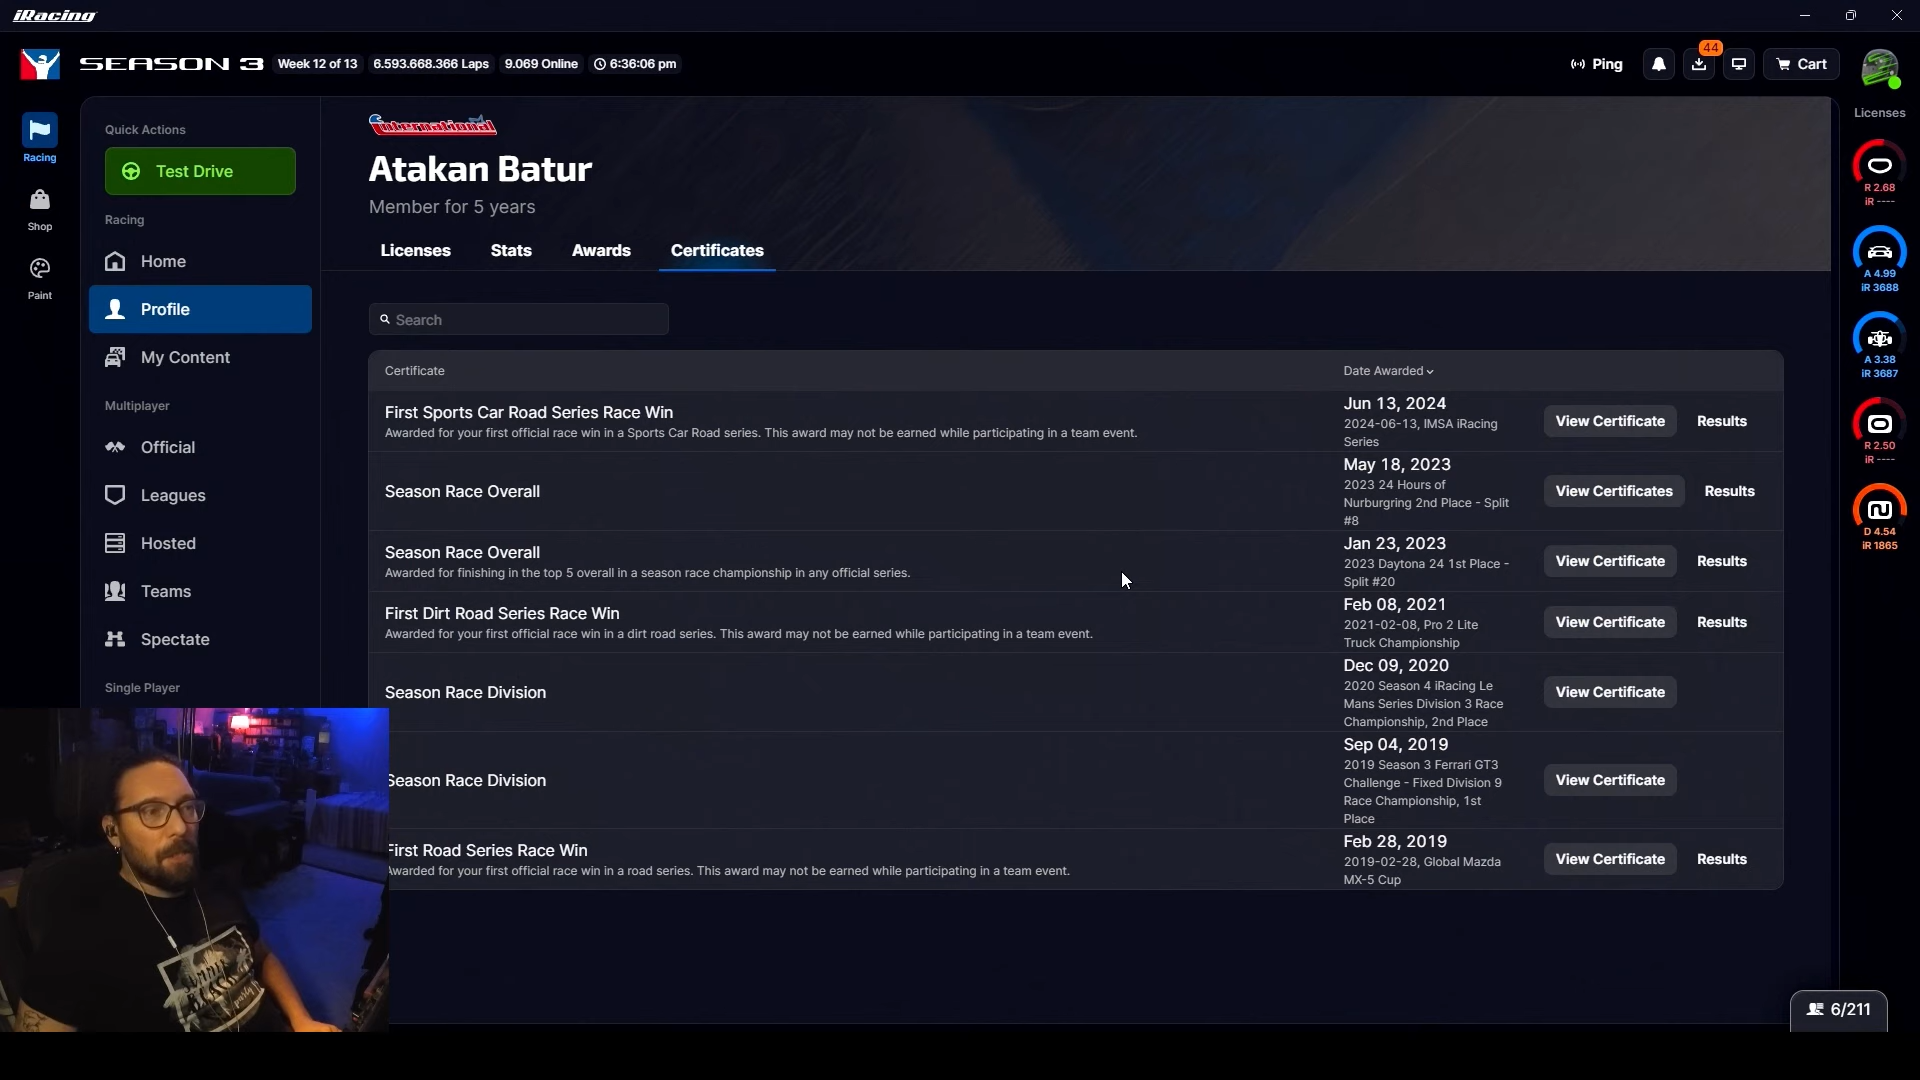 iRacing
SEASON 3
Week 12 of 13
6.593.668.366 Laps
9.069 Online
6:36:06 pm
Ping
44
Cart
Racing
Shop
Paint
Quick Actions
Test Drive
Racing
Home
Profile
My Content
Multiplayer
Official
Leagues
Hosted
Teams
Spectate
Single Player
International
Atakan Batur
Member for 5 years
Licenses
Stats
Awards
Certificates
Search
Certificate
Date Awarded
First Sports Car Road Series Race Win
Awarded for your first official race win in a Sports Car Road series. This award may not be earned while participating in a team event.
Jun 13, 2024
2024-06-13, IMSA iRacing
Series
View Certificate
Results
Season Race Overall
May 18, 2023
2023 24 Hours of
Nurburgring 2nd Place - Split
#8
View Certificates
Results
Season Race Overall
Awarded for finishing in the top 5 overall in a season race championship in any official series.
Jan 23, 2023
2023 Daytona 24 1st Place -
Split #20
View Certificate
Results
First Dirt Road Series Race Win
Awarded for your first official race win in a dirt road series. This award may not be earned while participating in a team event.
Feb 08, 2021
2021-02-08, Pro 2 Lite
Truck Championship
View Certificate
Results
Season Race Division
Dec 09, 2020
2020 Season 4 iRacing Le
Mans Series Division 3 Race
Championship, 2nd Place
View Certificate
Season Race Division
Sep 04, 2019
2019 Season 3 Ferrari GT3
Challenge - Fixed Division 9
Race Championship, 1st
Place
View Certificate
First Road Series Race Win
Awarded for your first official race win in a road series. This award may not be earned while participating in a team event.
Feb 28, 2019
2019-02-28, Global Mazda
MX-5 Cup
View Certificate
Results
Licenses
R 2.68
iR ----
A 4.99
iR 3688
A 3.38
iR 3687
R 2.50
iR ----
D 4.54
iR 1865
6/211